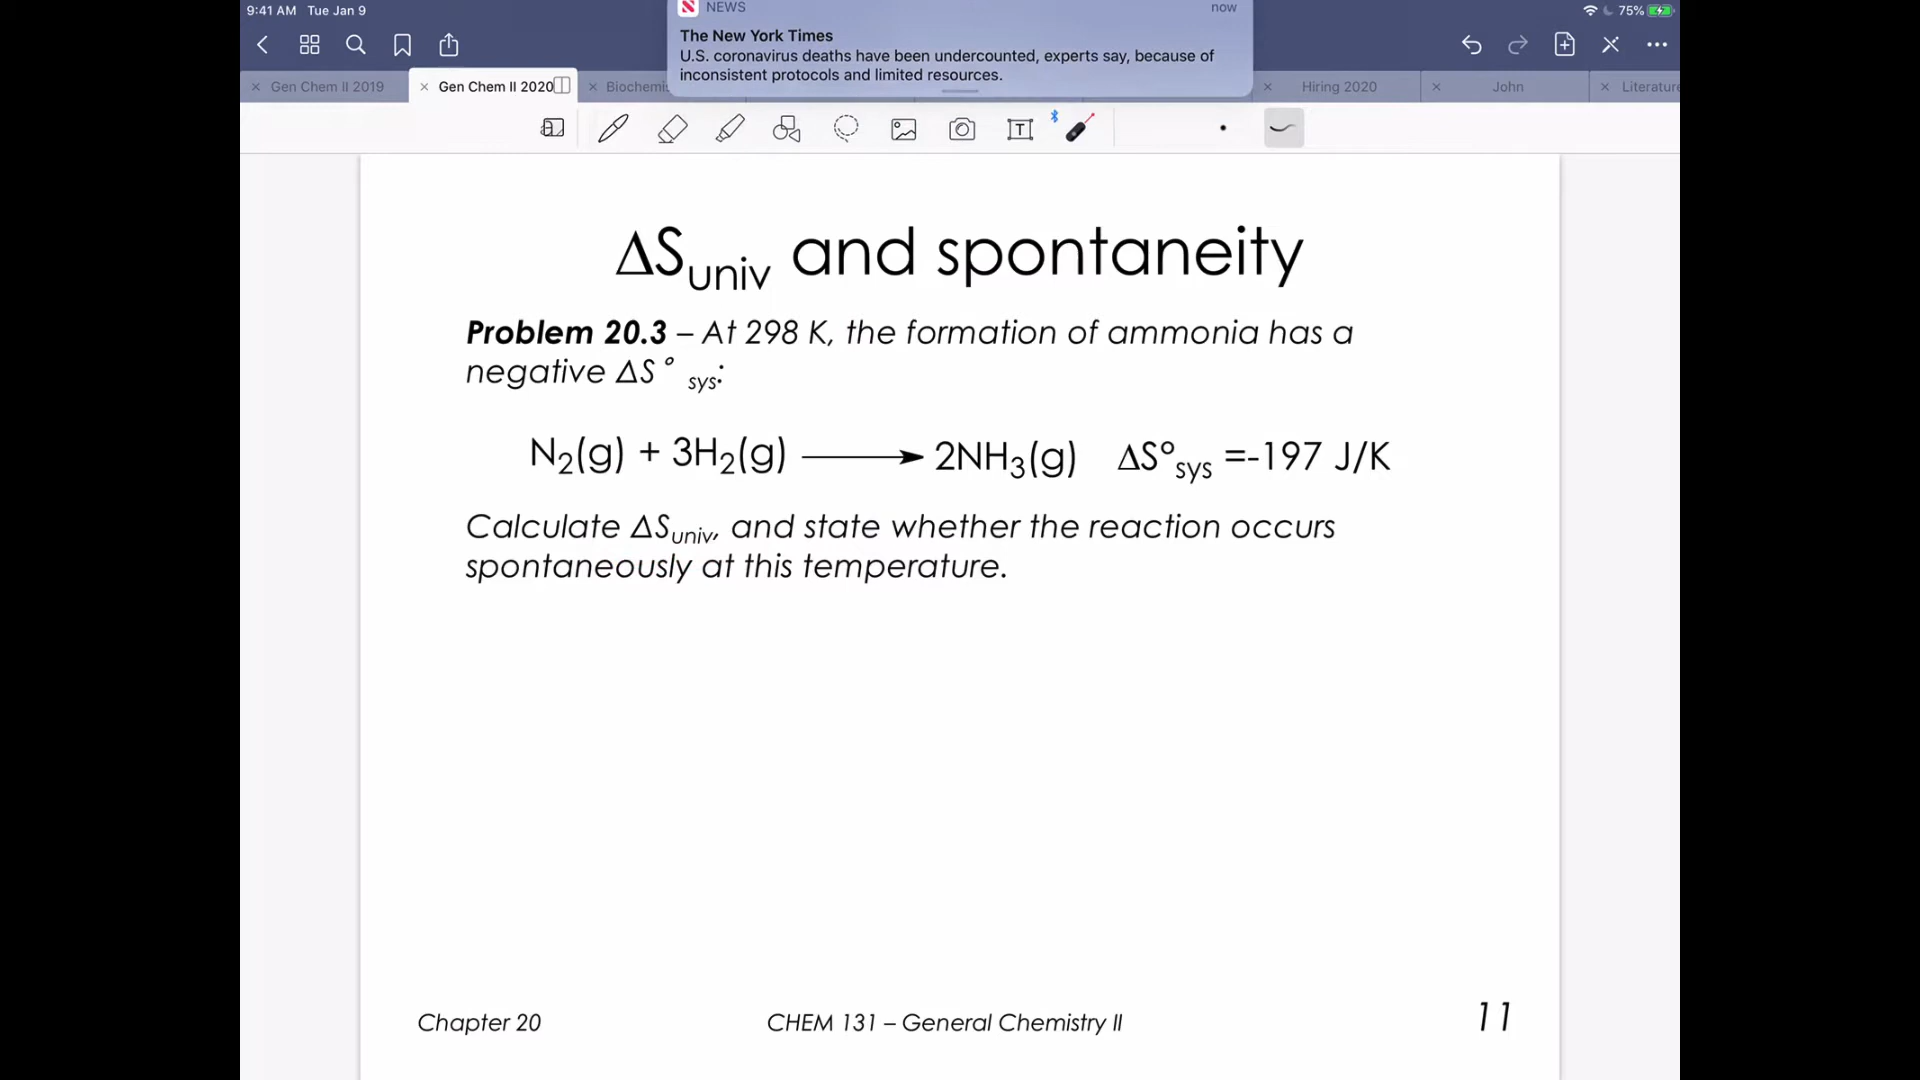 9:41 AM Tue Jan 9
75%
NEWS
now
The New York Times
U.S. coronavirus deaths have been undercounted, experts say, because of
inconsistent protocols and limited resources.
Gen Chem II 2019
Gen Chem II 2020
Hiring 2020
John
T
ΔSuniv and spontaneity
Problem 20.3 – At 298 K, the formation of ammonia has a
negative ΔS°sys:
N₂(g) + 3H₂(g) ⟶ 2NH₃(g) ΔS°sys =-197 J/K
Calculate ΔSuniv, and state whether the reaction occurs
spontaneously at this temperature.
Chapter 20
CHEM 131 – General Chemistry II
11